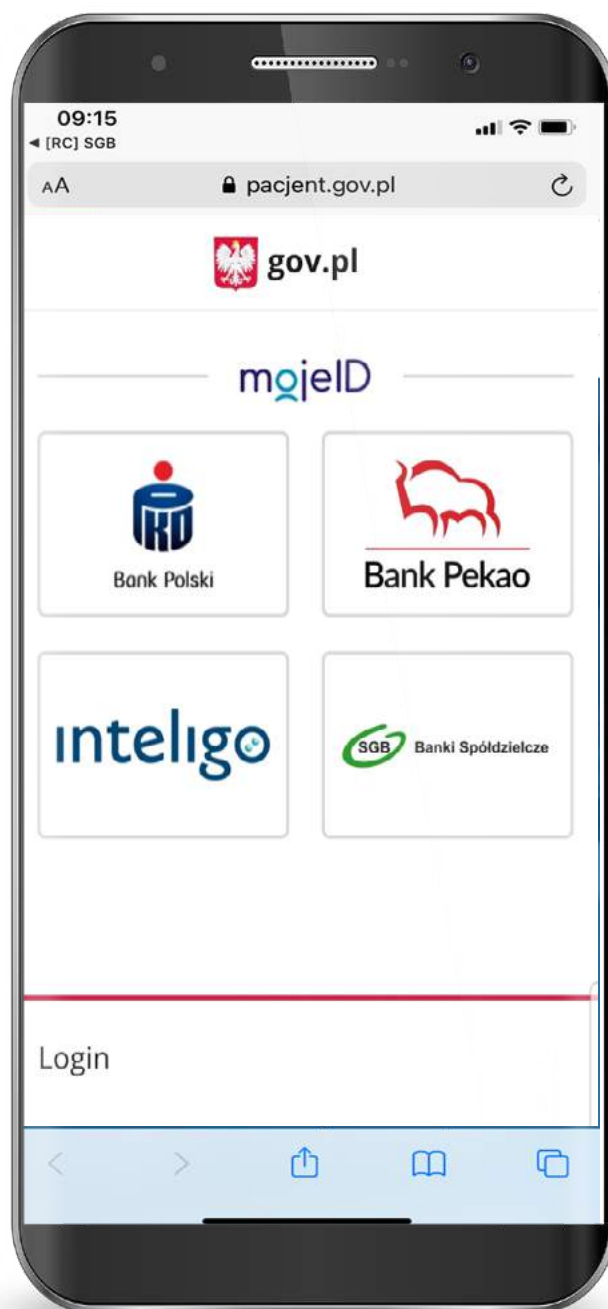 09:15
◀ [RC] SGB
AA pacjent.gov.pl
gov.pl
mojeID
PKO
Bank Polski
Bank Pekao
inteligo
SGB Banki Spółdzielcze
Login